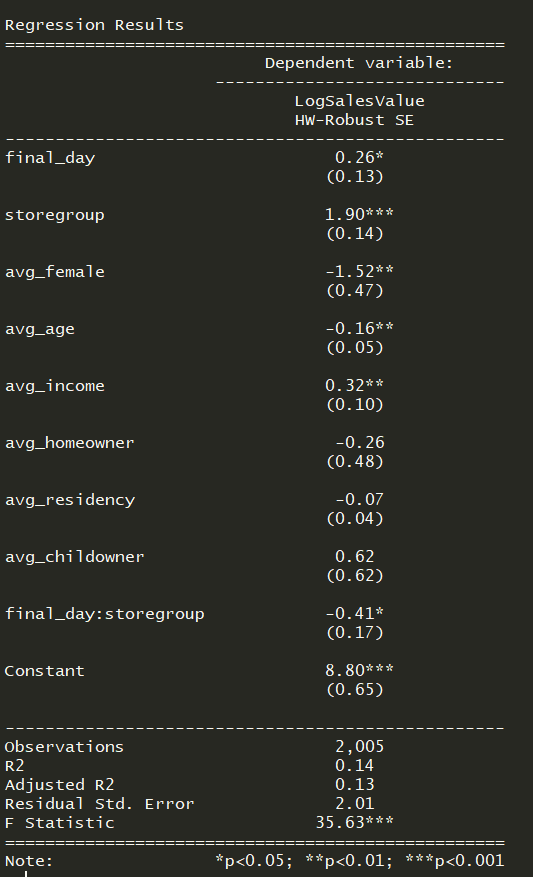 Regression Results
==================================================
Dependent variable:
-----------------------------
LogSalesValue
HW-Robust SE
--------------------------------------------------
final_day 0.26*
(0.13)
storegroup 1.90***
(0.14)
avg_female -1.52**
(0.47)
avg_age -0.16**
(0.05)
avg_income 0.32**
(0.10)
avg_homeowner -0.26
(0.48)
avg_residency -0.07
(0.04)
avg_childowner 0.62
(0.62)
final_day:storegroup -0.41*
(0.17)
Constant 8.80***
(0.65)
--------------------------------------------------
Observations 2,005
R2 0.14
Adjusted R2 0.13
Residual Std. Error 2.01
F Statistic 35.63***
==================================================
Note: *p<0.05; **p<0.01; ***p<0.001